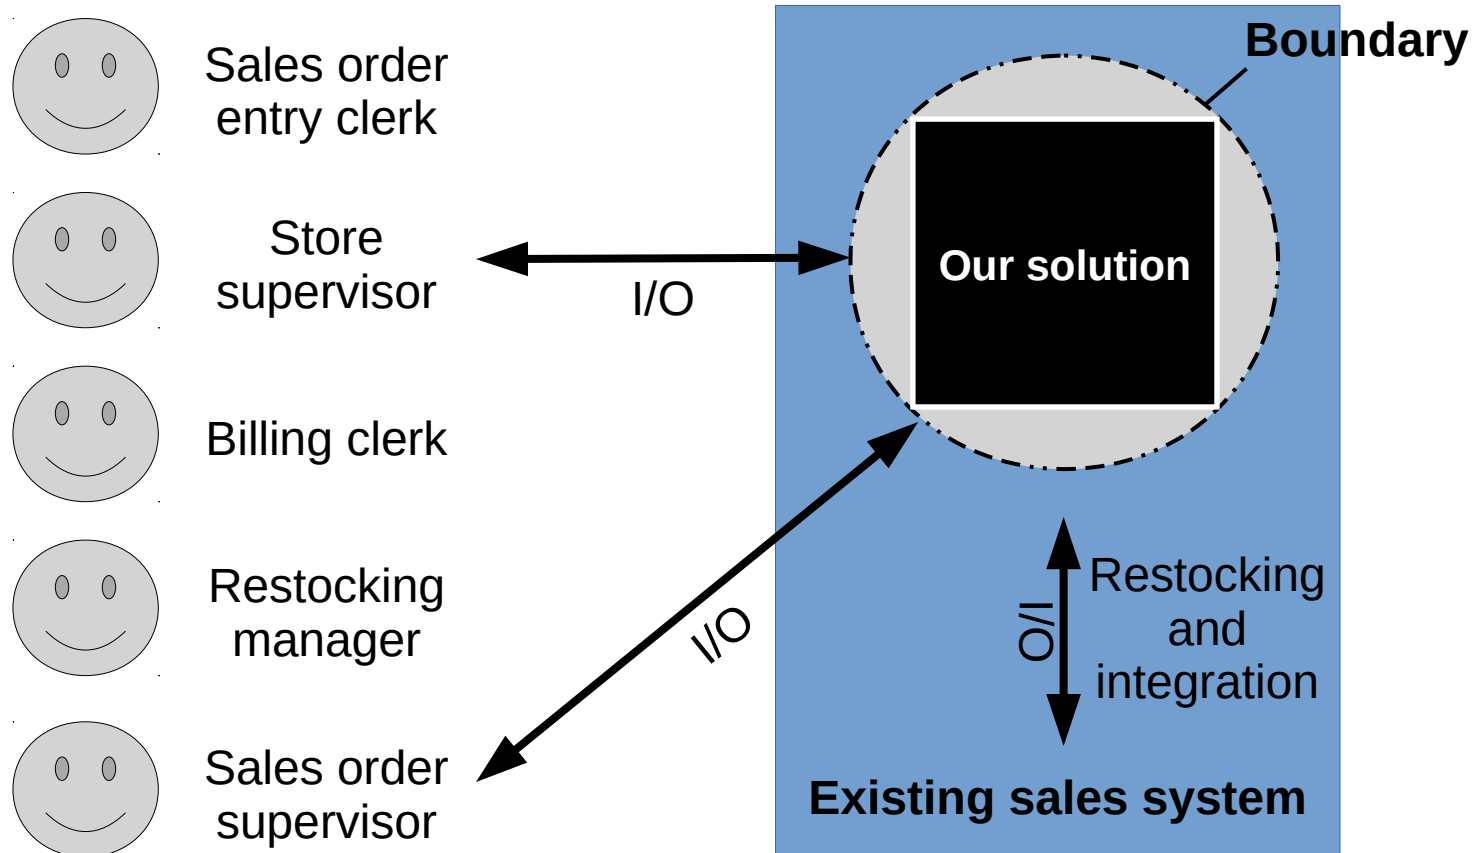 Sales order
entry clerk
Store
supervisor
Billing clerk
Restocking
manager
Sales order
supervisor
I/O
I/O
Boundary
Our solution
I/O
Restocking
and
integration
Existing sales system